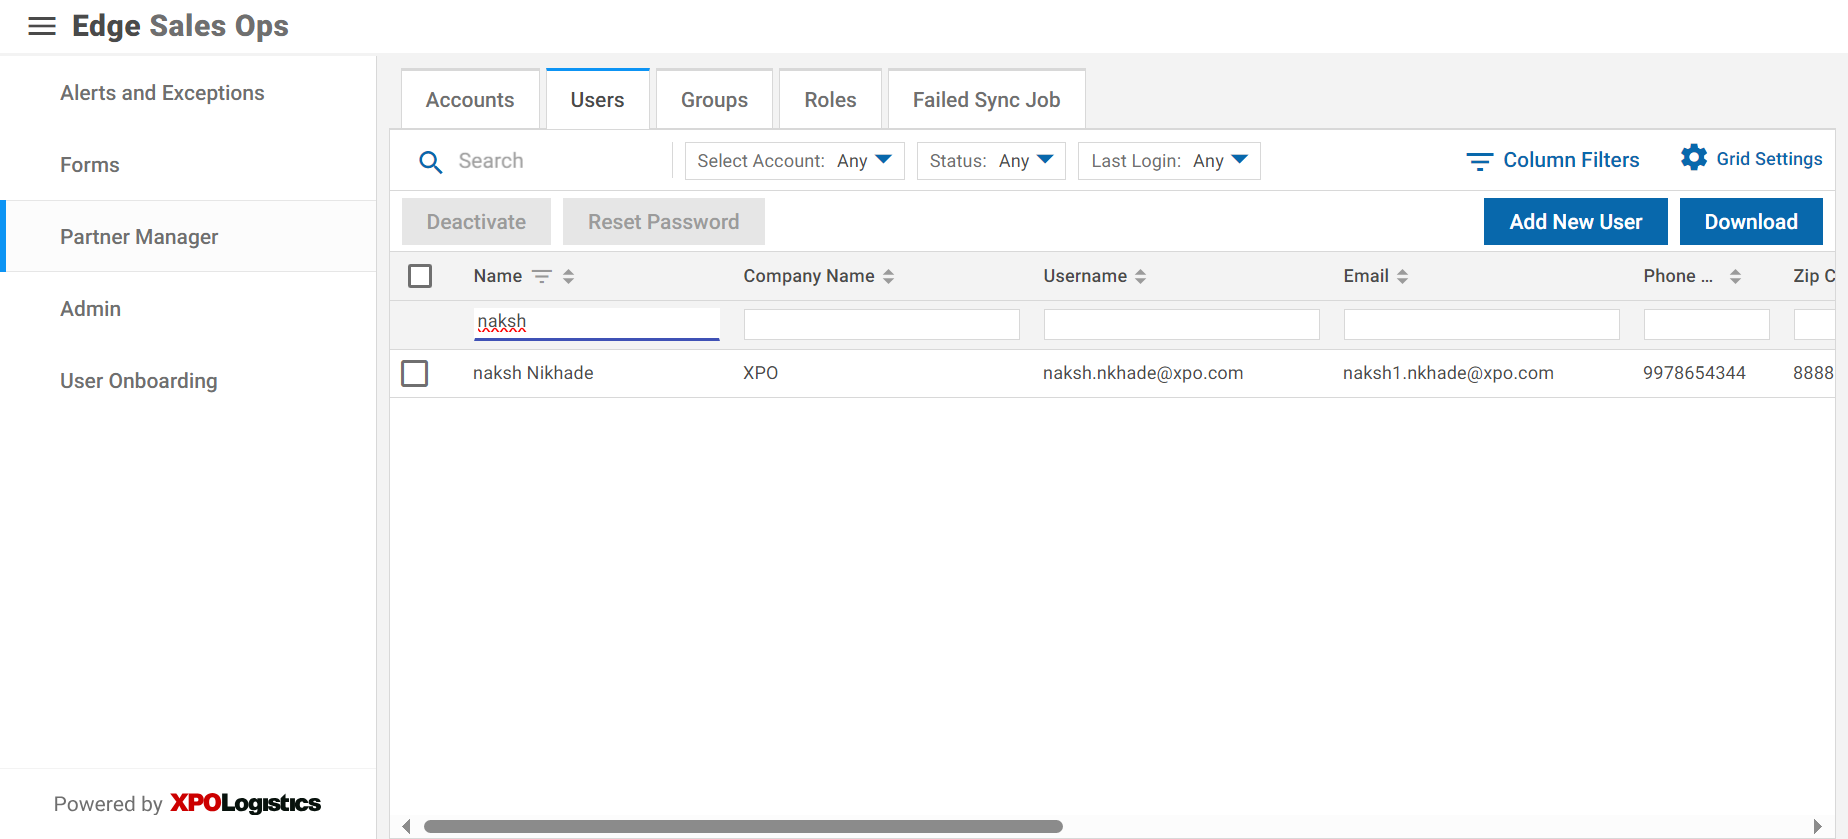 Edge Sales Ops
Alerts and Exceptions
Forms
Partner Manager
Admin
User Onboarding
Powered by XPOLogistics
Accounts
Users
Groups
Roles
Failed Sync Job
Search
Select Account: Any
Status: Any
Last Login: Any
Column Filters
Grid Settings
Deactivate
Reset Password
Add New User
Download
Name
Company Name
Username
Email
Phone ...
Zip C
naksh
naksh Nikhade
XPO
naksh.nkhade@xpo.com
naksh1.nkhade@xpo.com
9978654344
8888